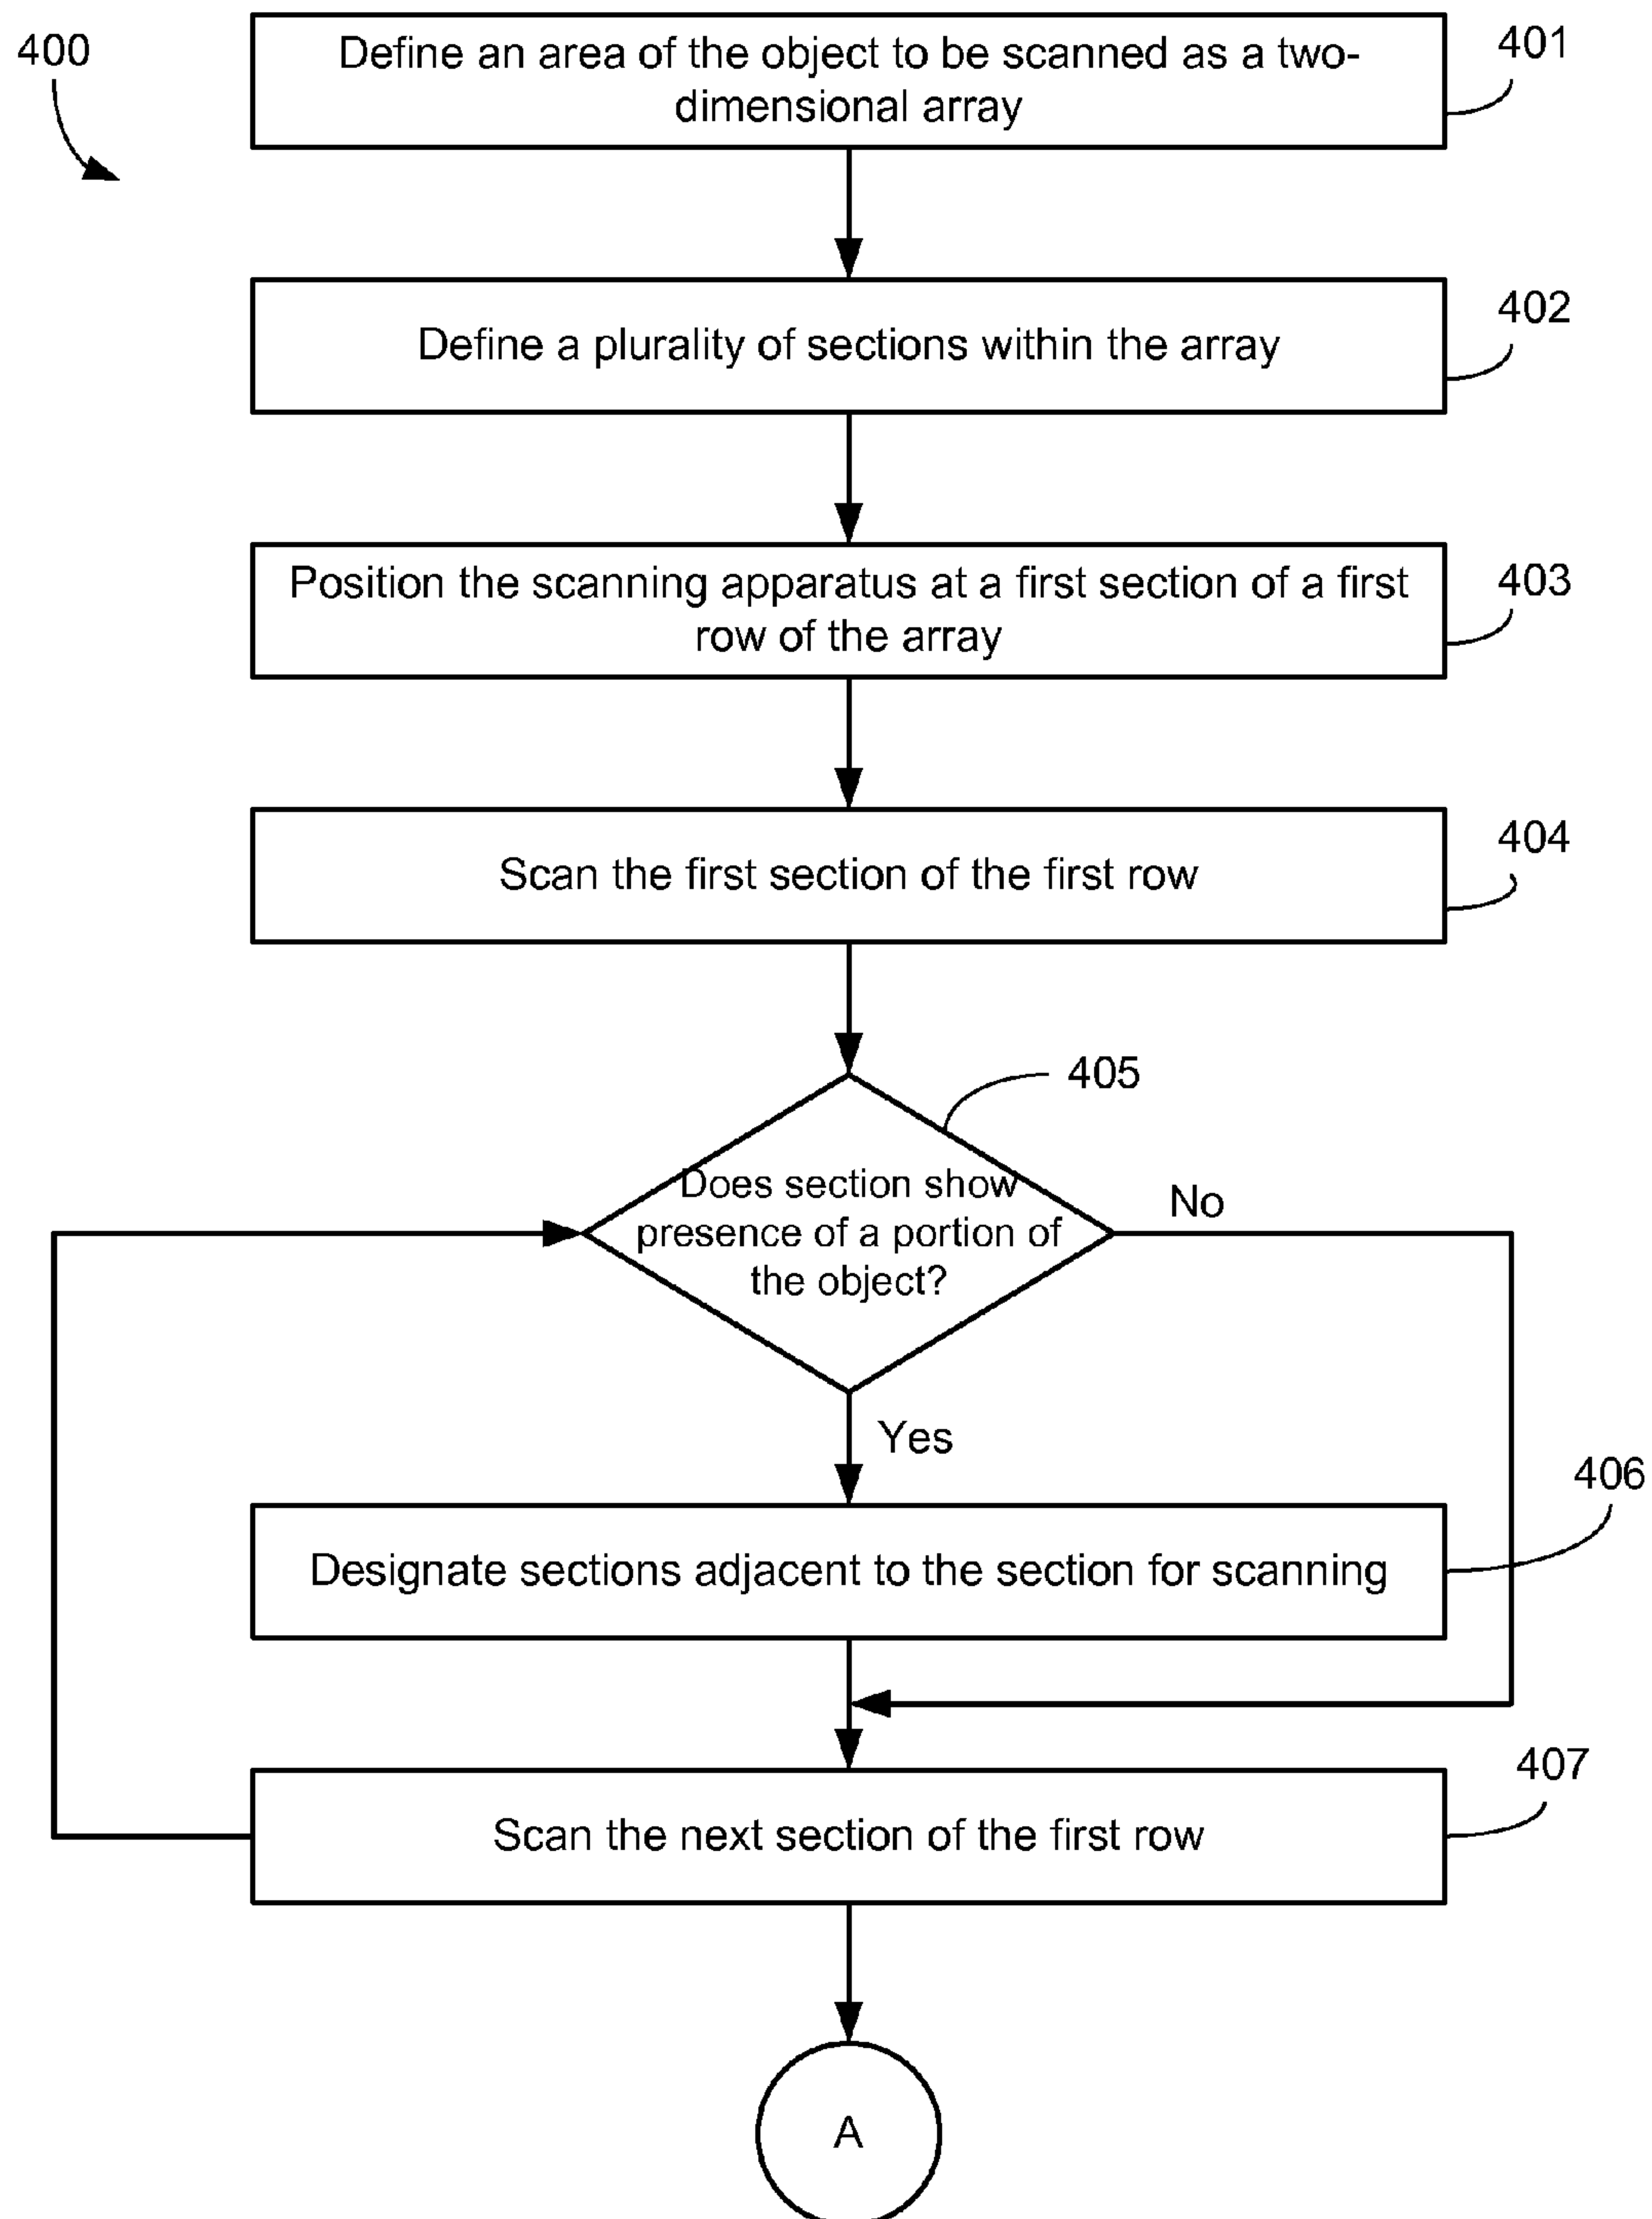 400
Define an area of the object to be scanned as a two-
dimensional array
401
Define a plurality of sections within the array
402
Position the scanning apparatus at a first section of a first
row of the array
403
Scan the first section of the first row
404
405
Does section show
presence of a portion of
the object?
No
Yes
406
Designate sections adjacent to the section for scanning
407
Scan the next section of the first row
A